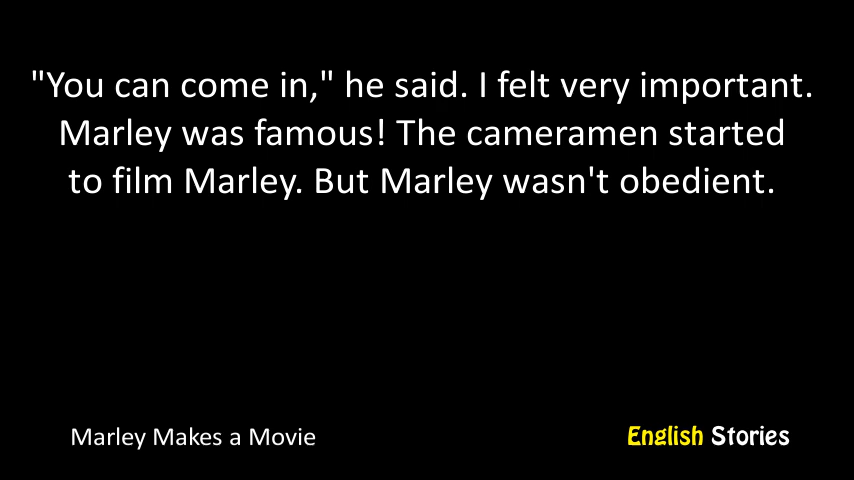 "You can come in," he said. I felt very important.
Marley was famous! The cameramen started
to film Marley. But Marley wasn't obedient.
Marley Makes a Movie
English Stories